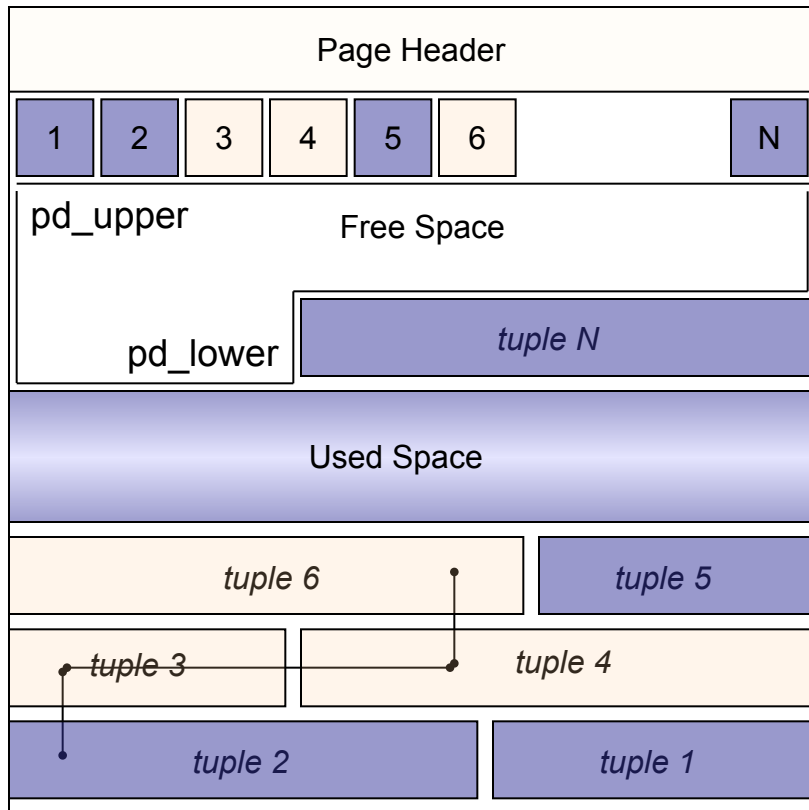 Page Header
1 2 3 4 5 6 N
pd_upper
Free Space
tuple N
pd_lower
Used Space
tuple 6 tuple 5
tuple 3 tuple 4
tuple 2 tuple 1